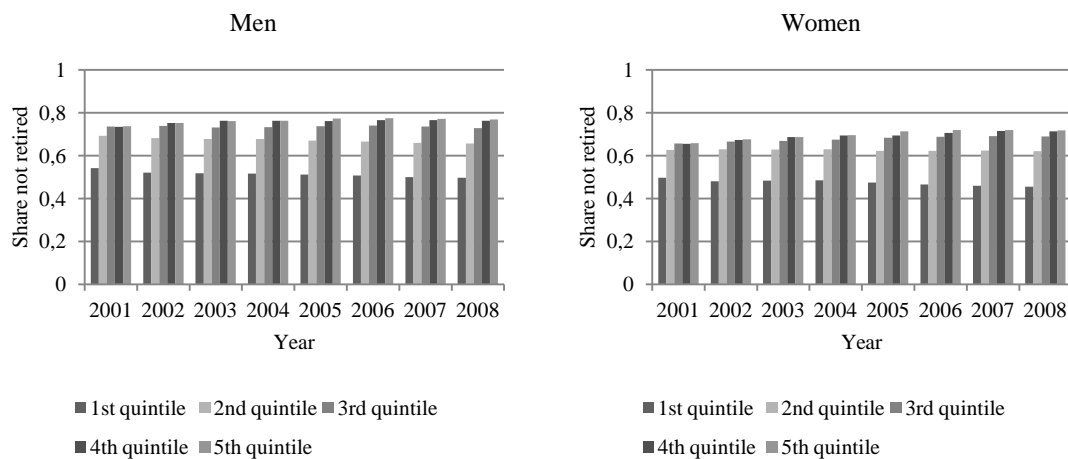 Men
Share not retired
1
0,8
0,6
0,4
0,2
0
2001 2002 2003 2004 2005 2006 2007 2008
Year
1st quintile 2nd quintile 3rd quintile
4th quintile 5th quintile
Women
Share not retired
1
0,8
0,6
0,4
0,2
0
2001 2002 2003 2004 2005 2006 2007 2008
Year
1st quintile 2nd quintile 3rd quintile
4th quintile 5th quintile